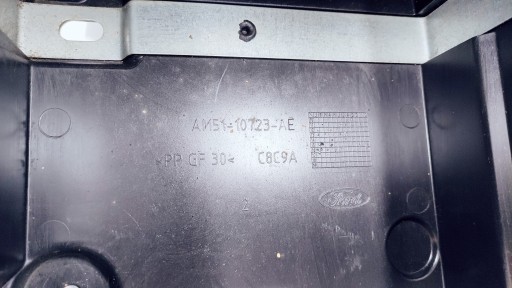 AM51-10723-AE
>PP GF 30<
C8C9A
Ford
2